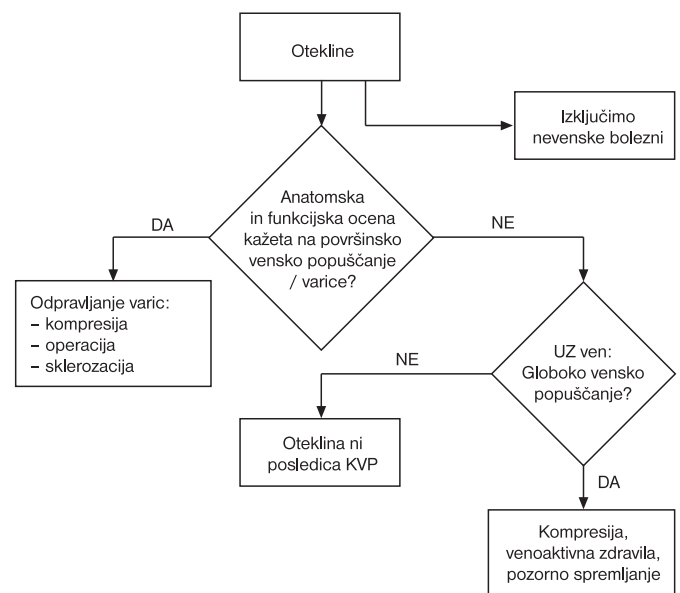 Otekline
Izključimo
nevenske bolezni
Anatomska
in funkcijska ocena
kažeta na površinsko
vensko popuščanje
/ varice?
DA
NE
Odpravljanje varic:
– kompresija
– operacija
– sklerozacija
UZ ven:
Globoko vensko
popuščanje?
NE
Oteklina ni
posledica KVP
DA
Kompresija,
venoaktivna zdravila,
pozorno spremljanje